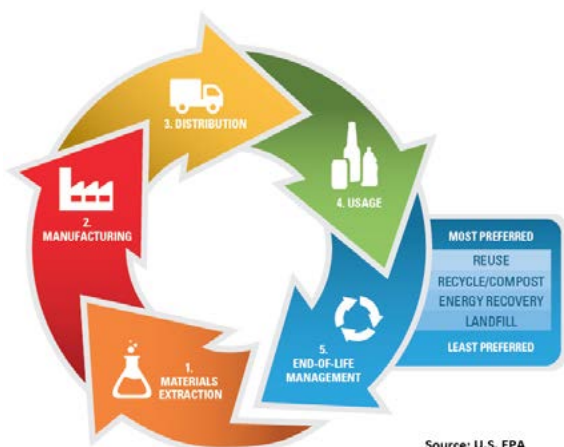 3. DISTRIBUTION
4. USAGE
2.
MANUFACTURING
MOST PREFERRED
REUSE
RECYCLE/COMPOST
ENERGY RECOVERY
LANDFILL
LEAST PREFERRED
5.
END-OF-LIFE
MANAGEMENT
1.
MATERIALS
EXTRACTION
Source: U.S. EPA